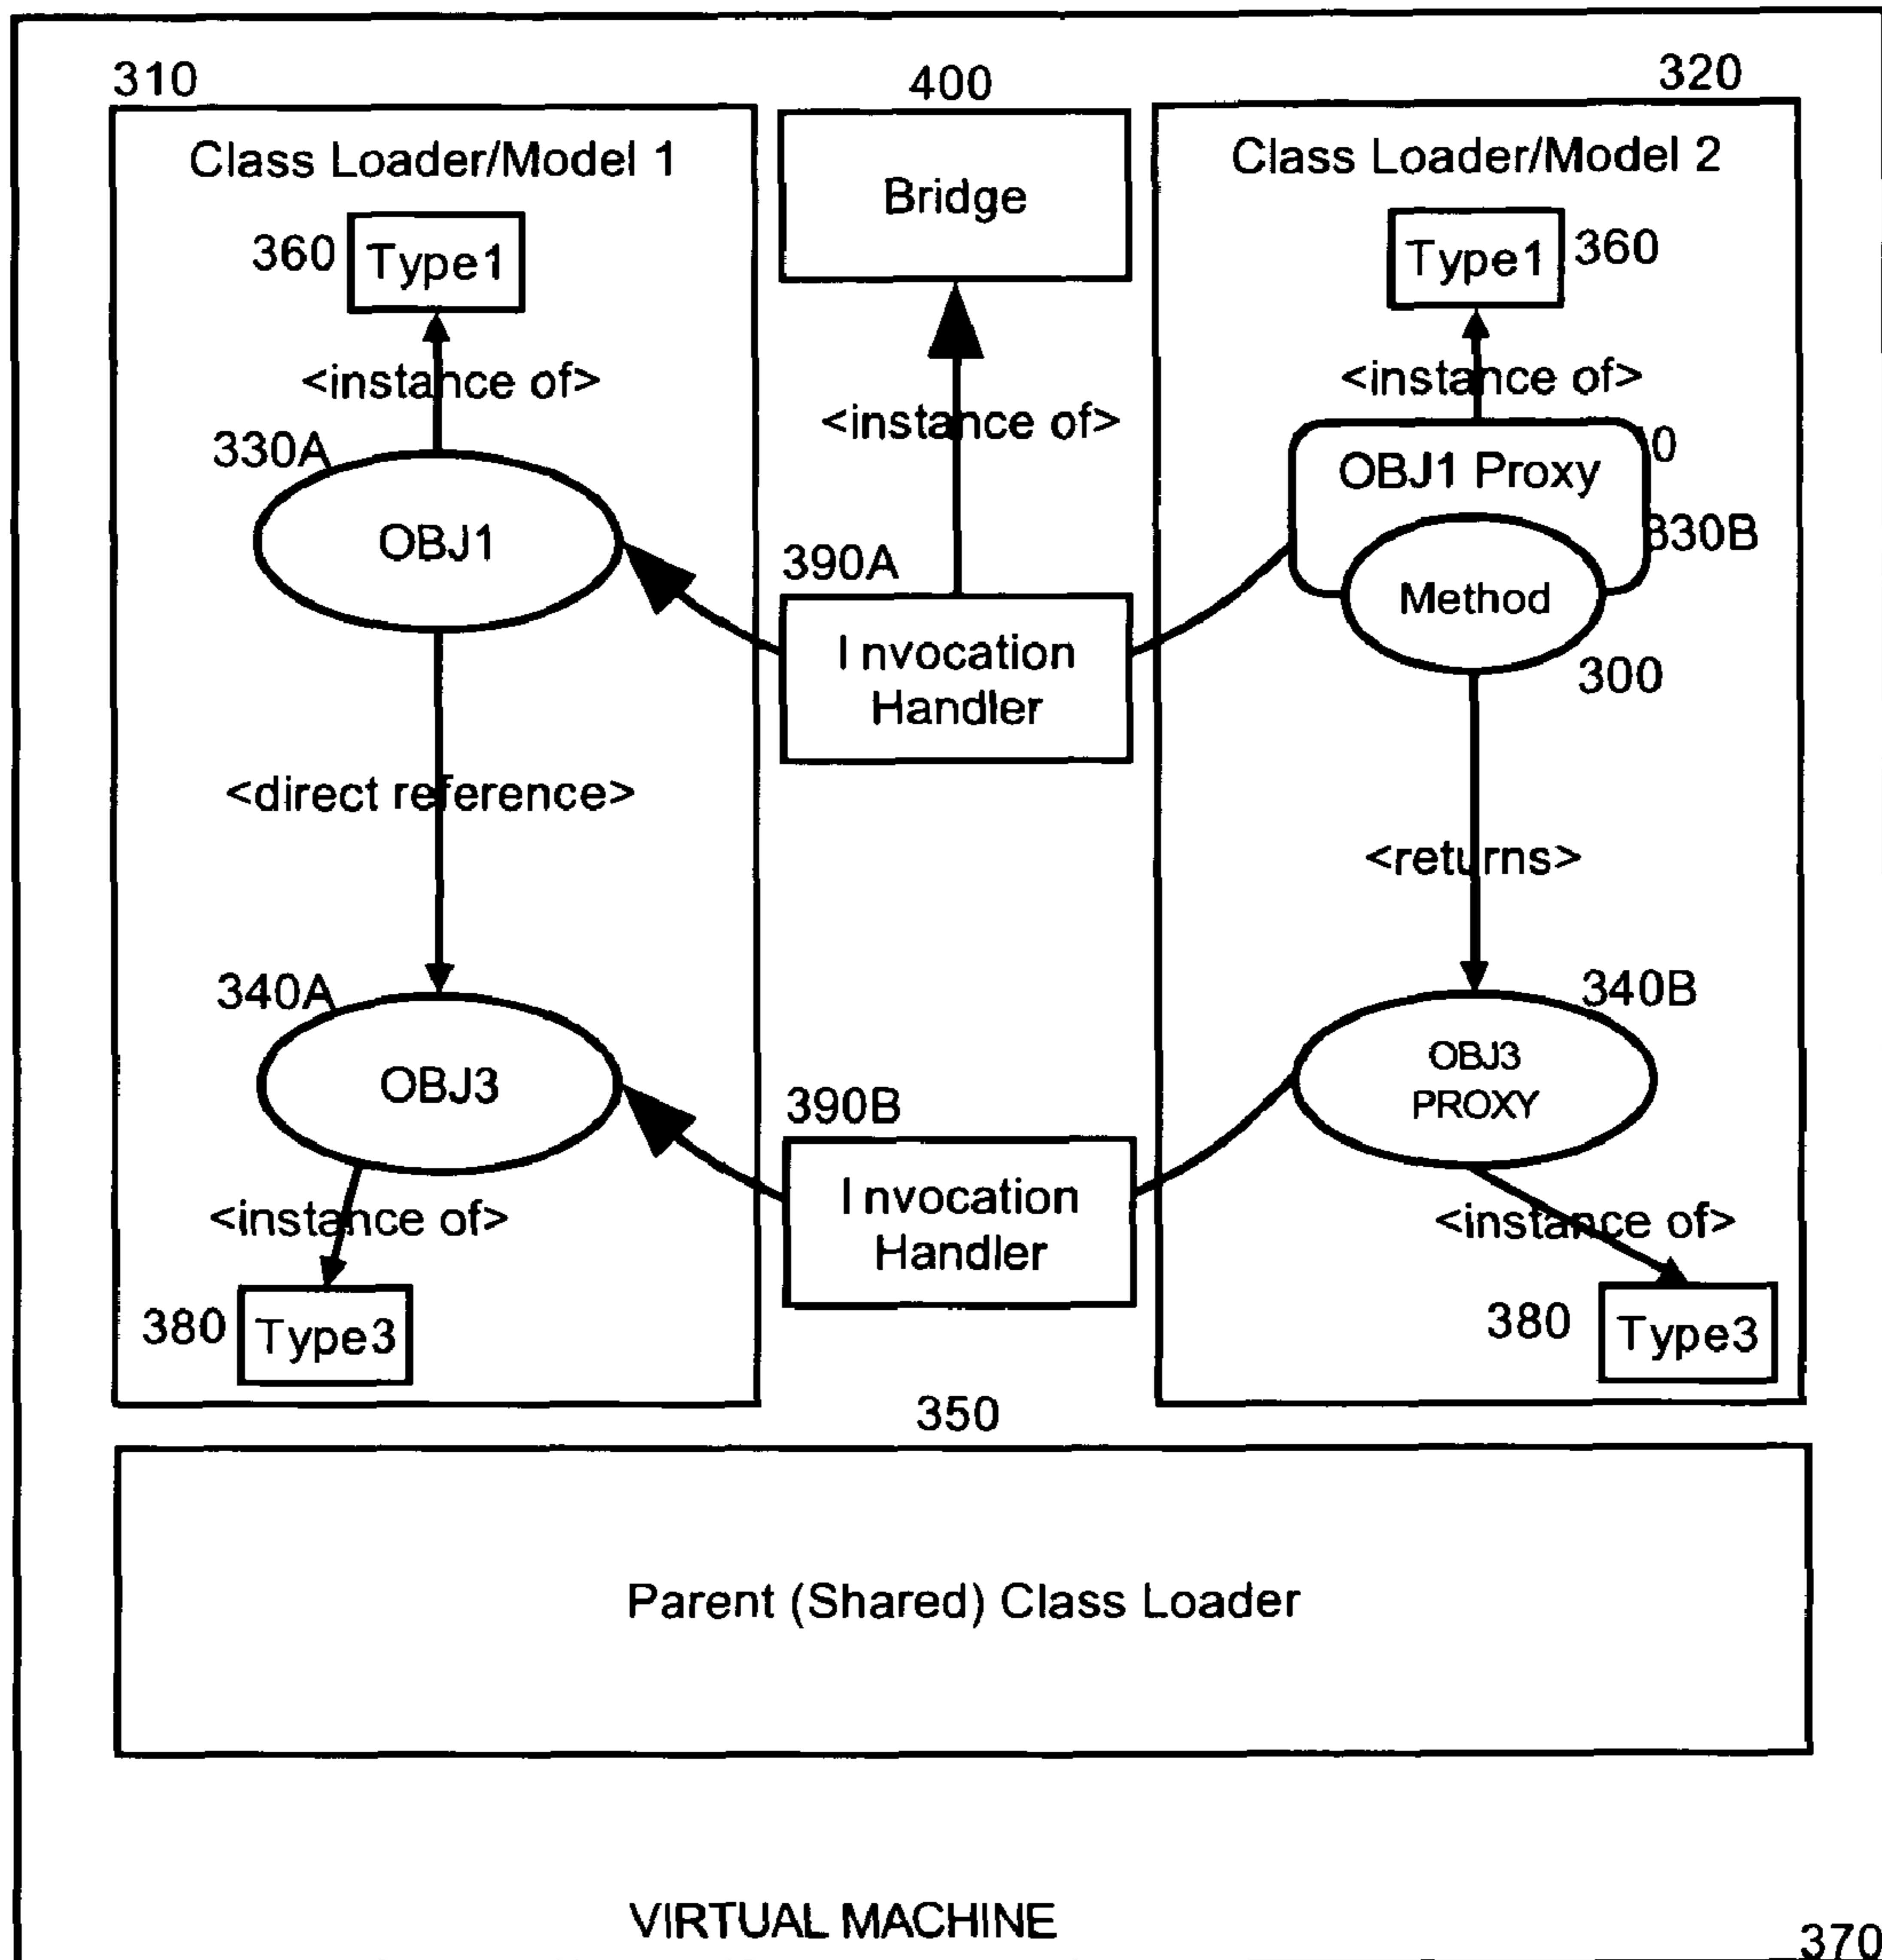 310
400
320
Class Loader/Model 1
Bridge
Class Loader/Model 2
360
Type1
Type1
360
<instance of>
<instance of>
<instance of>
330A
OBJ1
390A
Invocation
Handler
OBJ1 Proxy
330B
Method
300
<direct reference>
<returns>
340A
OBJ3
390B
Invocation
Handler
340B
OBJ3
PROXY
<instance of>
<instance of>
380
Type3
380
Type3
350
Parent (Shared) Class Loader
VIRTUAL MACHINE
370